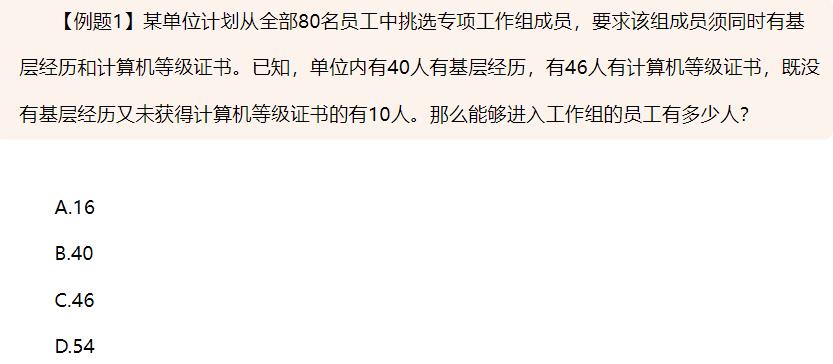 【例题1】某单位计划从全部80名员工中挑选专项工作组成员，要求该组成员须同时有基
层经历和计算机等级证书。已知，单位内有40人有基层经历，有46人有计算机等级证书，既没
有基层经历又未获得计算机等级证书的有10人。那么能够进入工作组的员工有多少人？
A.16
B.40
C.46
D.54